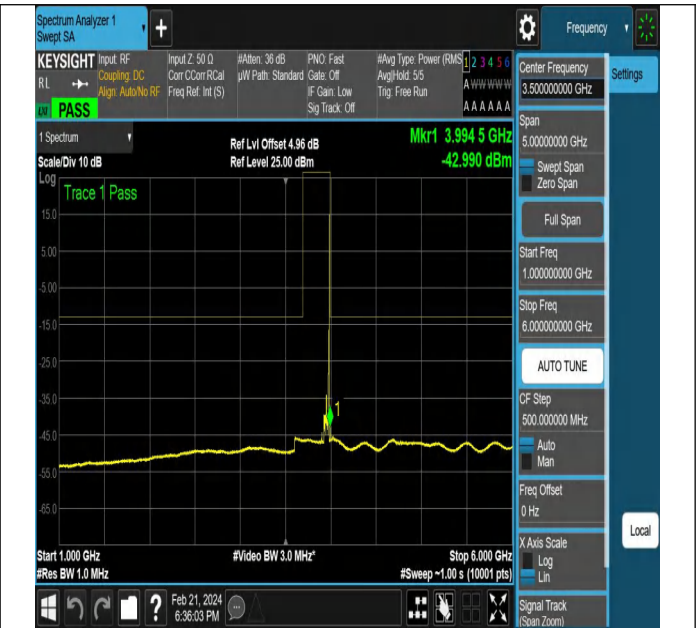 Spectrum Analyzer 1
Swept SA
Frequency
KEYSIGHT
RL
PASS
Input: RF
Coupling: DC
Align: Auto/No RF
Input Z: 50 Ω
Corr CCorr RCal
Freq Ref: Int (S)
#Atten: 36 dB
µW Path: Standard
PNO: Fast
Gate: Off
IF Gain: Low
Sig Track: Off
#Avg Type: Power (RMS
Avg|Hold: 5/5
Trig: Free Run
1 2 3 4 5 6
A W W W W W
A A A A A A
Center Frequency
3.500000000 GHz
Settings
Span
5.00000000 GHz
Swept Span
Zero Span
Full Span
Start Freq
1.000000000 GHz
Stop Freq
6.000000000 GHz
AUTO TUNE
CF Step
500.000000 MHz
Auto
Man
Freq Offset
0 Hz
X Axis Scale
Log
Lin
Signal Track
(Span Zoom)
Local
1 Spectrum
Scale/Div 10 dB
Ref Lvl Offset 4.96 dB
Ref Level 25.00 dBm
Mkr1 3.994 5 GHz
-42.990 dBm
Log
Trace 1 Pass
15.0
5.00
-5.00
-15.0
-25.0
-35.0
-45.0
-55.0
-65.0
1
Start 1.000 GHz
#Res BW 1.0 MHz
#Video BW 3.0 MHz*
Stop 6.000 GHz
#Sweep ~1.00 s (10001 pts)
Feb 21, 2024
6:36:03 PM